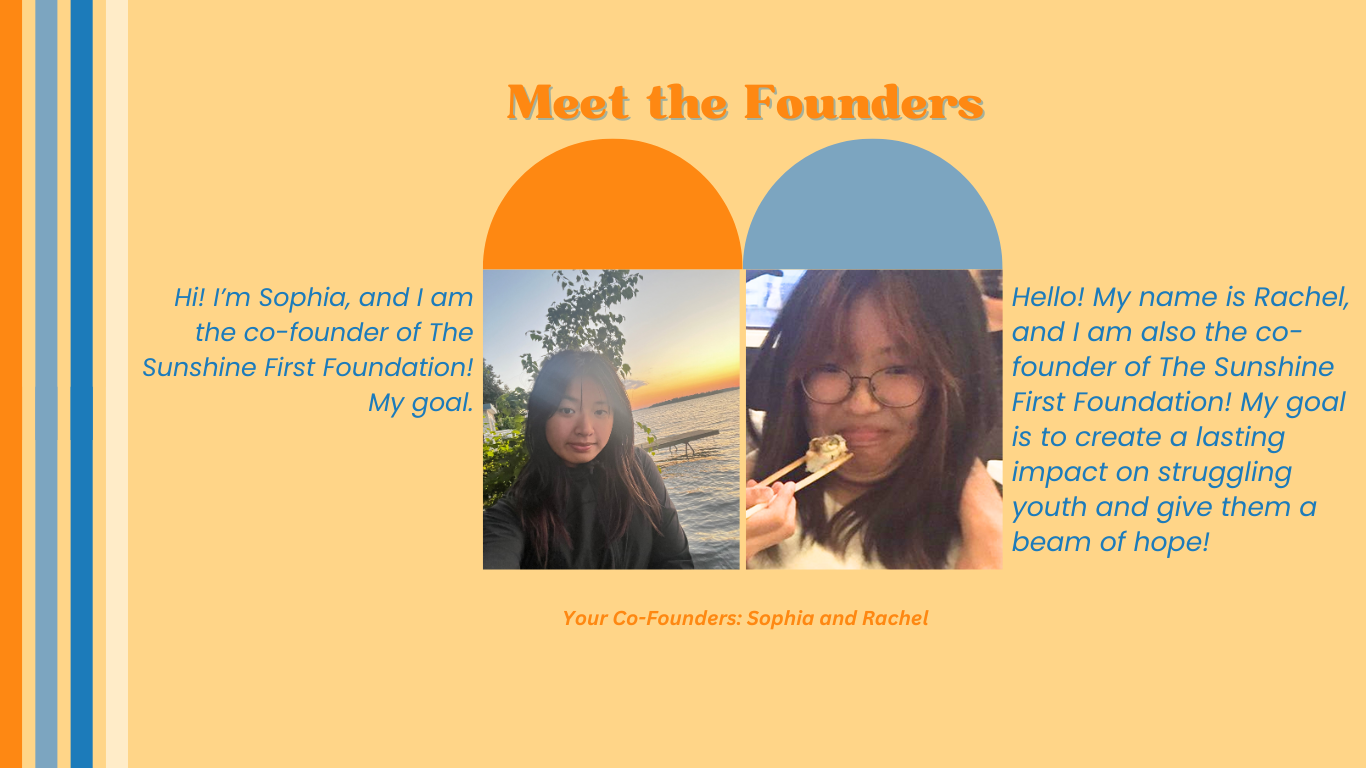 Meet the Founders
Hi! I’m Sophia, and I am
the co-founder of The
Sunshine First Foundation!
My goal.
Hello! My name is Rachel,
and I am also the co-
founder of The Sunshine
First Foundation! My goal
is to create a lasting
impact on struggling
youth and give them a
beam of hope!
Your Co-Founders: Sophia and Rachel